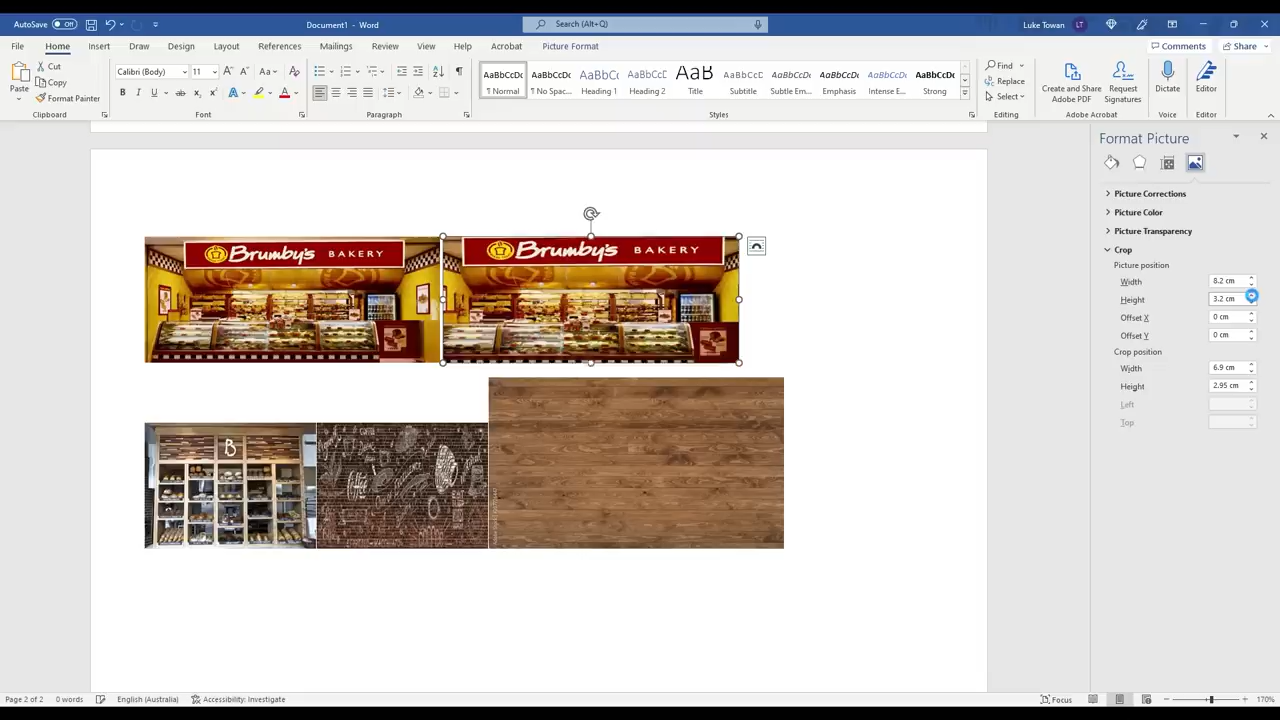 AutoSave Off
Document1 - Word
Search (Alt+Q)
Luke Towan LT
File Home Insert Draw Design Layout References Mailings Review View Help Acrobat Picture Format
Comments Share
Paste
Cut
Copy
Format Painter
Clipboard
Calibri (Body) 11
Font
Paragraph
AaBbCcDc AaBbCcDc AaBbCc AaBbCcD AaB AaBbCcD AaBbCcDc AaBbCcDc AaBbCcDc AaBbCcDc
¶ Normal ¶ No Spac... Heading 1 Heading 2 Title Subtitle Subtle Em... Emphasis Intense E... Strong
Styles
Find
Replace
Select
Editing
Create and Share Adobe PDF
Request Signatures
Adobe Acrobat
Dictate
Voice
Editor
Editor
Brumby's BAKERY
Brumby's BAKERY
B
Format Picture
Picture Corrections
Picture Color
Picture Transparency
Crop
Picture position
Width 8.2 cm
Height 3.2 cm
Offset X 0 cm
Offset Y 0 cm
Crop position
Width 6.9 cm
Height 2.95 cm
Left
Top
Page 2 of 2 0 words English (Australia) Accessibility: Investigate
Focus 170%